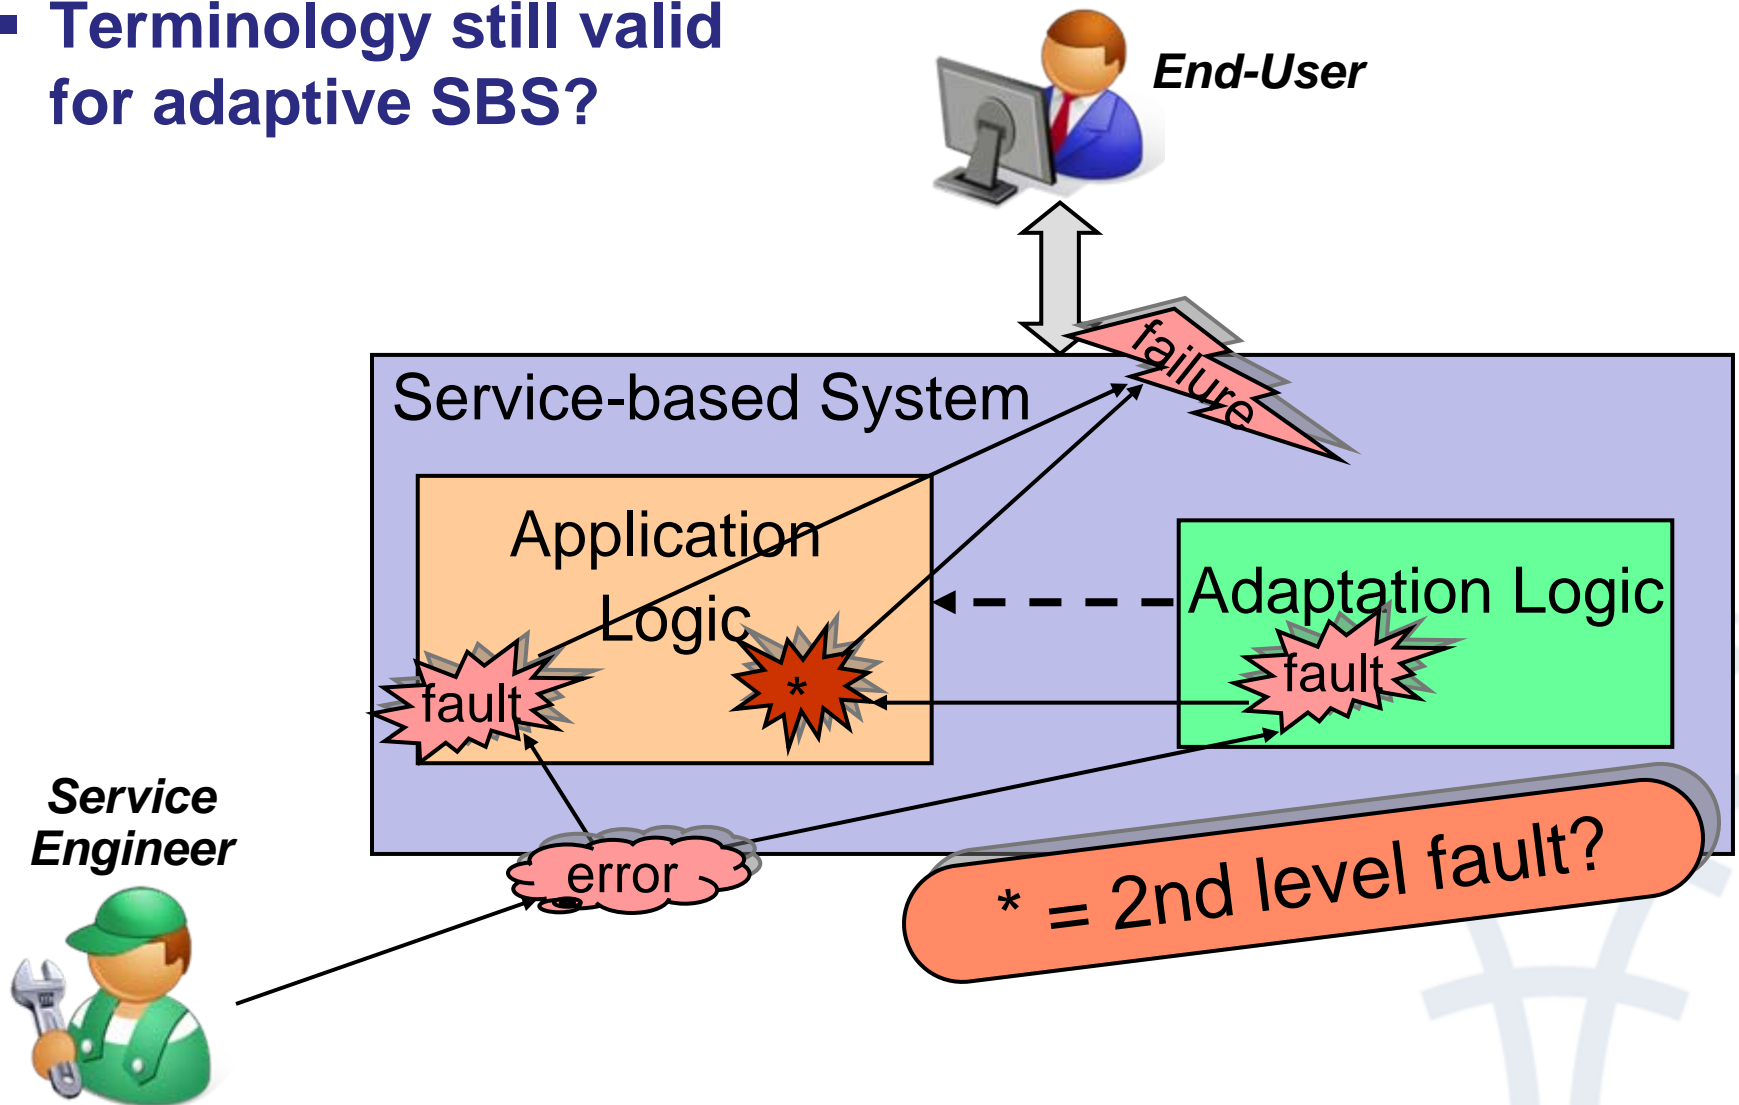 Terminology still valid
for adaptive SBS?
End-User
failure
Service-based System
Application
Logic
Adaptation Logic
fault
*
fault
Service
Engineer
error
* = 2nd level fault?